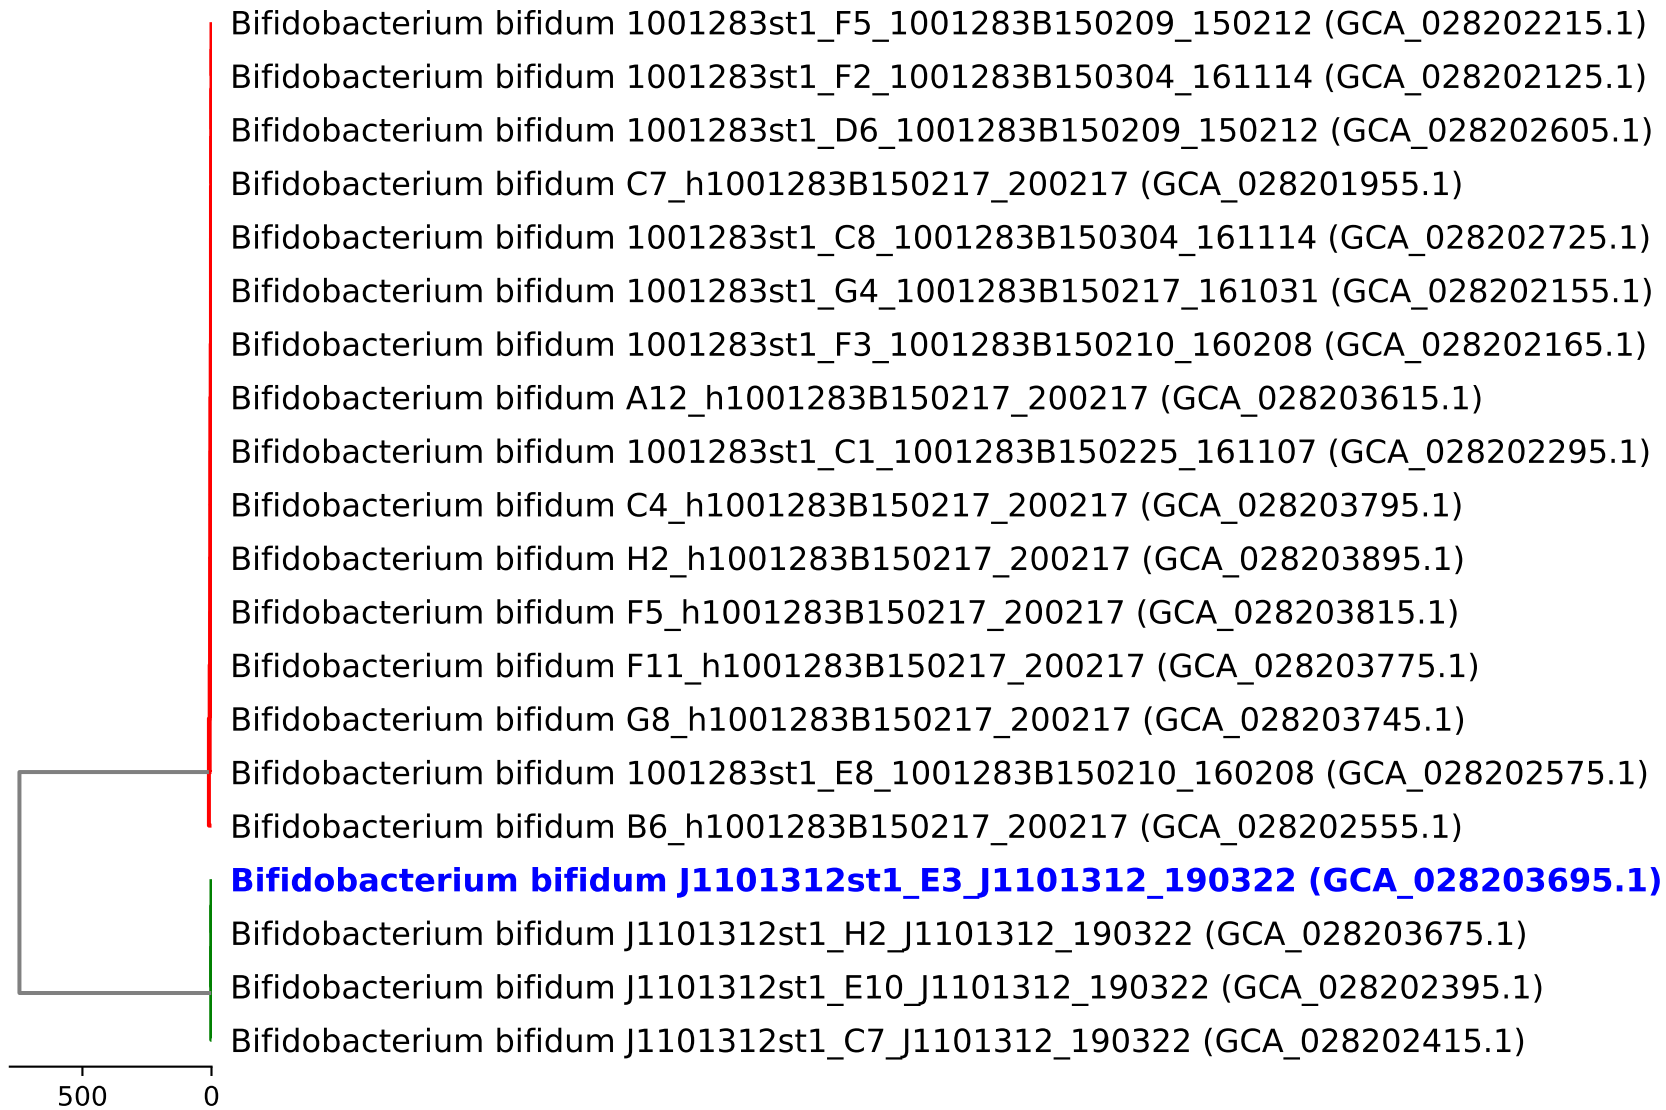 Bifidobacterium bifidum 1001283st1_F5_1001283B150209_150212 (GCA_028202215.1)
Bifidobacterium bifidum 1001283st1_F2_1001283B150304_161114 (GCA_028202125.1)
Bifidobacterium bifidum 1001283st1_D6_1001283B150209_150212 (GCA_028202605.1)
Bifidobacterium bifidum C7_h1001283B150217_200217 (GCA_028201955.1)
Bifidobacterium bifidum 1001283st1_C8_1001283B150304_161114 (GCA_028202725.1)
Bifidobacterium bifidum 1001283st1_G4_1001283B150217_161031 (GCA_028202155.1)
Bifidobacterium bifidum 1001283st1_F3_1001283B150210_160208 (GCA_028202165.1)
Bifidobacterium bifidum A12_h1001283B150217_200217 (GCA_028203615.1)
Bifidobacterium bifidum 1001283st1_C1_1001283B150225_161107 (GCA_028202295.1)
Bifidobacterium bifidum C4_h1001283B150217_200217 (GCA_028203795.1)
Bifidobacterium bifidum H2_h1001283B150217_200217 (GCA_028203895.1)
Bifidobacterium bifidum F5_h1001283B150217_200217 (GCA_028203815.1)
Bifidobacterium bifidum F11_h1001283B150217_200217 (GCA_028203775.1)
Bifidobacterium bifidum G8_h1001283B150217_200217 (GCA_028203745.1)
Bifidobacterium bifidum 1001283st1_E8_1001283B150210_160208 (GCA_028202575.1)
Bifidobacterium bifidum B6_h1001283B150217_200217 (GCA_028202555.1)
Bifidobacterium bifidum J1101312st1_E3_J1101312_190322 (GCA_028203695.1)
Bifidobacterium bifidum J1101312st1_H2_J1101312_190322 (GCA_028203675.1)
Bifidobacterium bifidum J1101312st1_E10_J1101312_190322 (GCA_028202395.1)
Bifidobacterium bifidum J1101312st1_C7_J1101312_190322 (GCA_028202415.1)
500 0